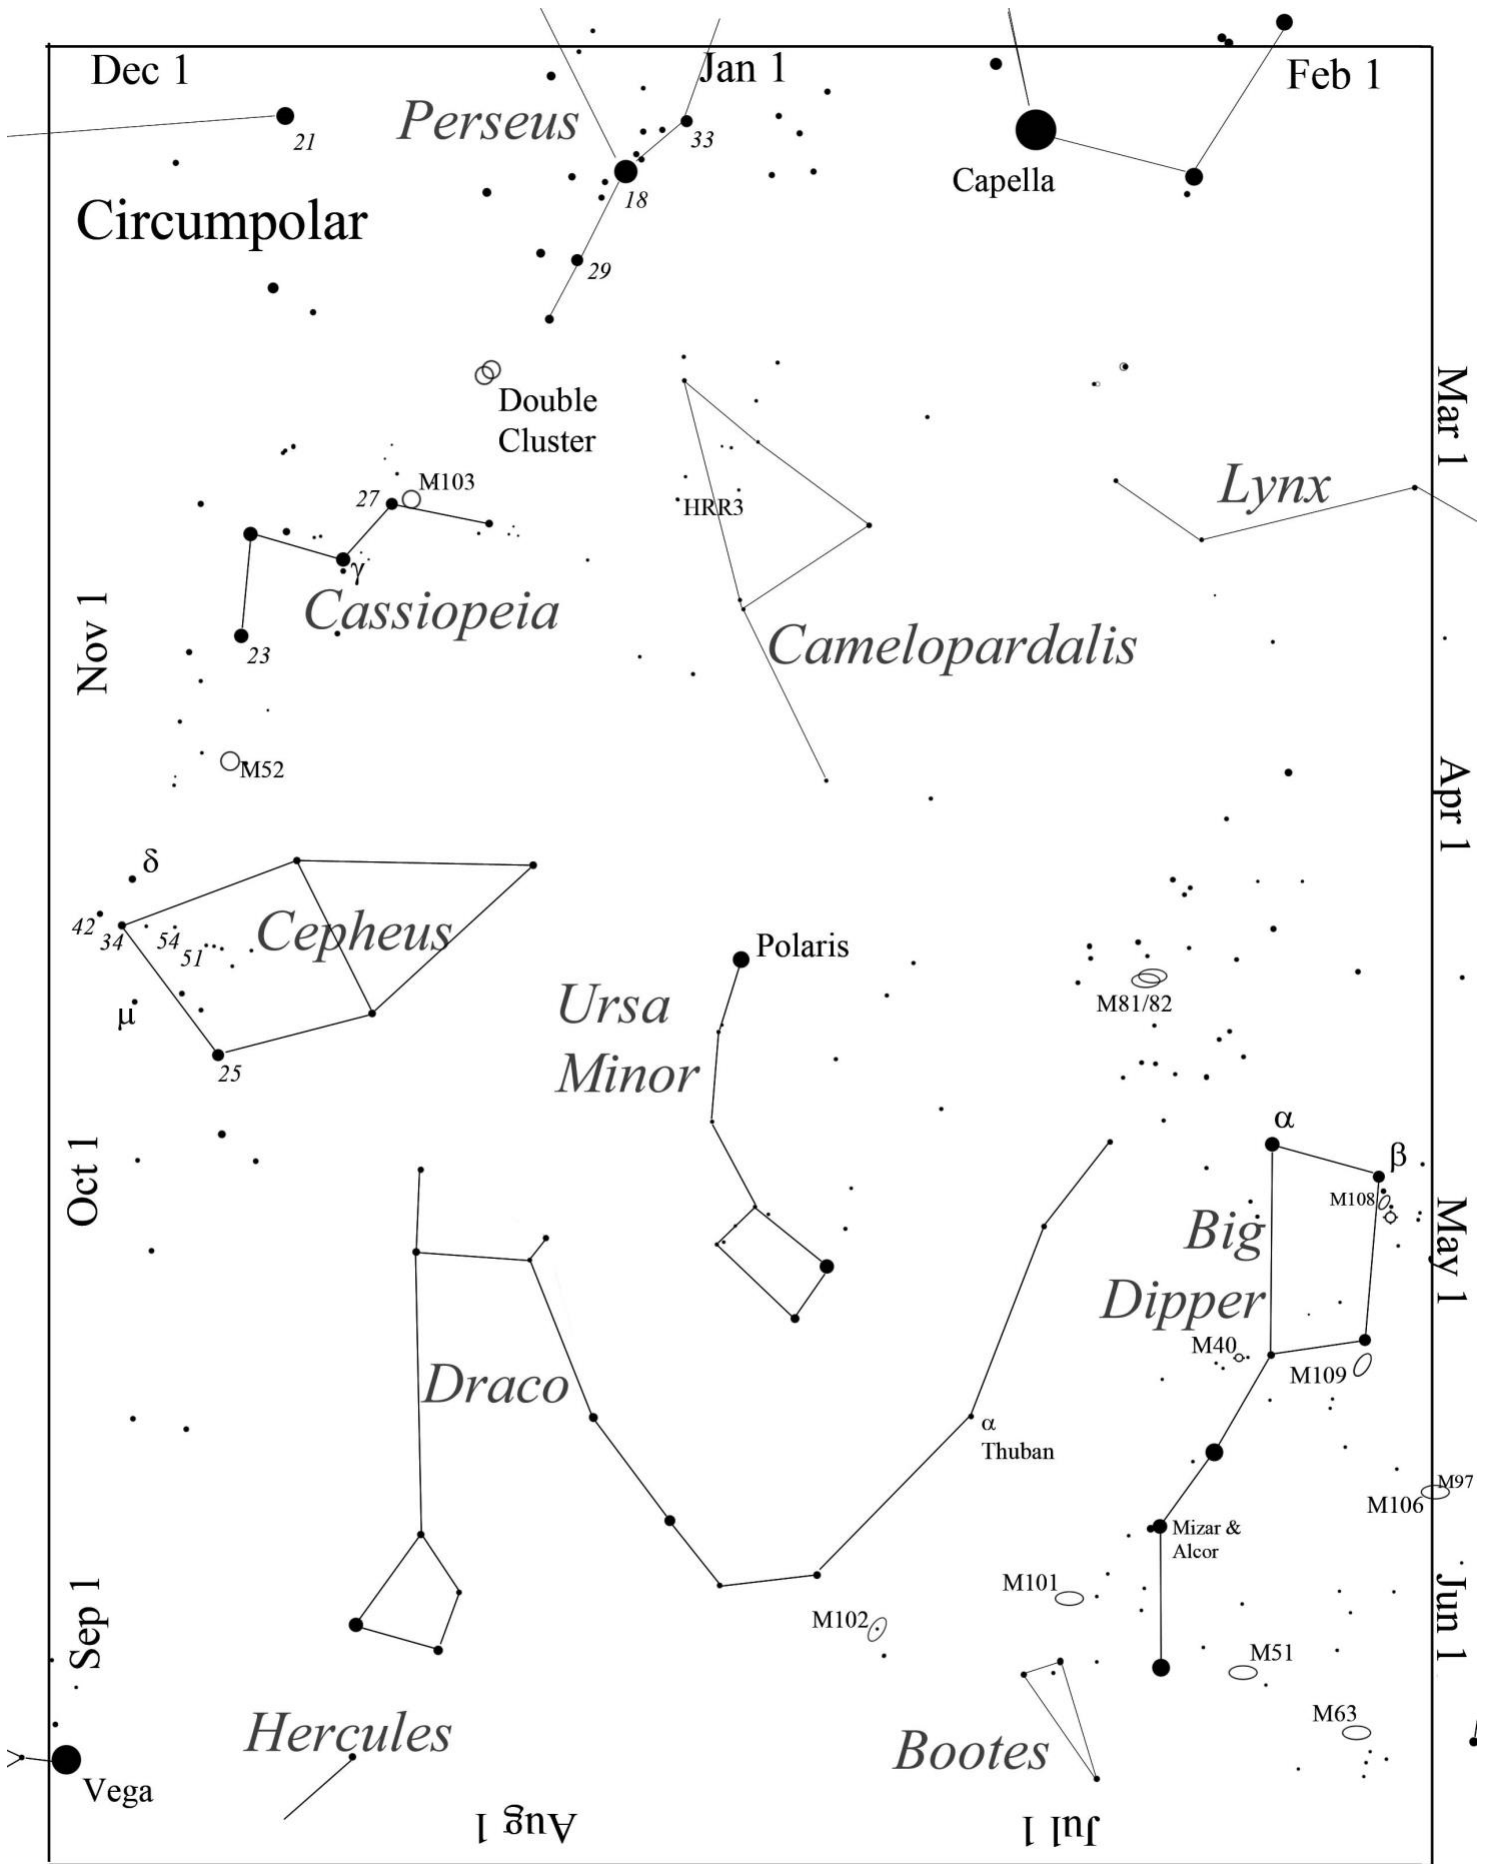 Dec 1
Jan 1
Feb 1
Perseus
21
33
Capella
18
Circumpolar
29
Double
Cluster
Mar 1
M103
27
HRR3
Lynx
γ
Cassiopeia
Nov 1
23
Camelopardalis
M52
Apr 1
δ
42
34
54
51
Cepheus
Polaris
μ
Ursa
Minor
M81/82
25
α
β
Oct 1
M108
Big
Dipper
May 1
M40
M109
Draco
α
Thuban
M97
M106
Mizar &
Alcor
M101
Jun 1
Sep 1
M102
M51
M63
Hercules
Bootes
Vega
Aug 1
Jul 1